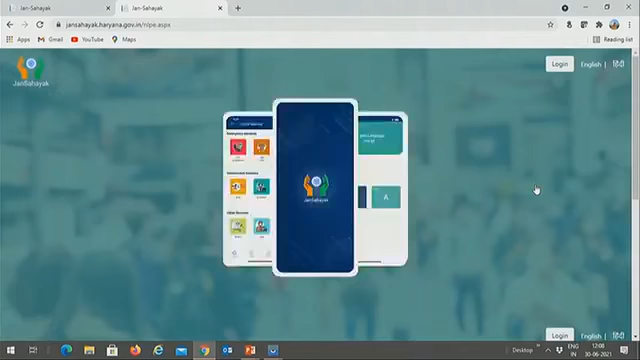 Jan-Sahayak
Jan-Sahayak
jansahayak.haryana.gov.in/nlpe.aspx
Apps
Gmail
YouTube
Maps
Reading list
JanSahayak
Login
English |
हिंदी
JanSahayak
A
Login
English |
हिंदी
Desktop
ENG
IN
12:08
30-06-2021